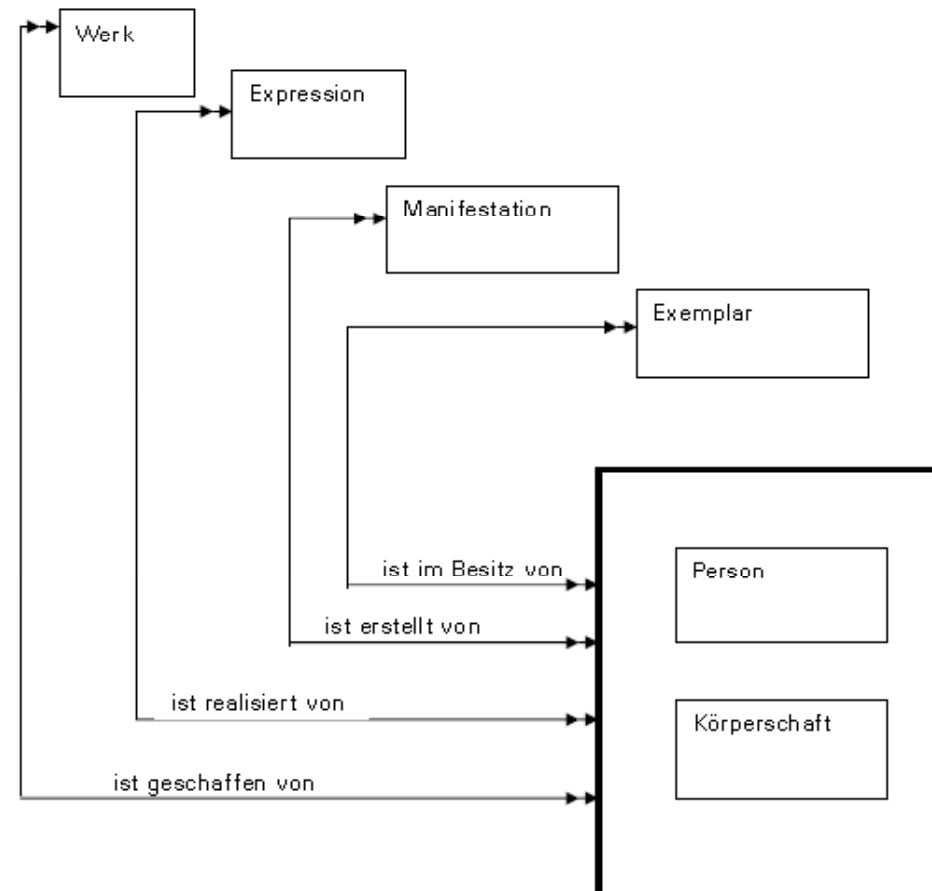 Werk
Expression
Manifestation
Exemplar
ist im Besitz von
Person
ist erstellt von
ist realisiert von
Körperschaft
ist geschaffen von